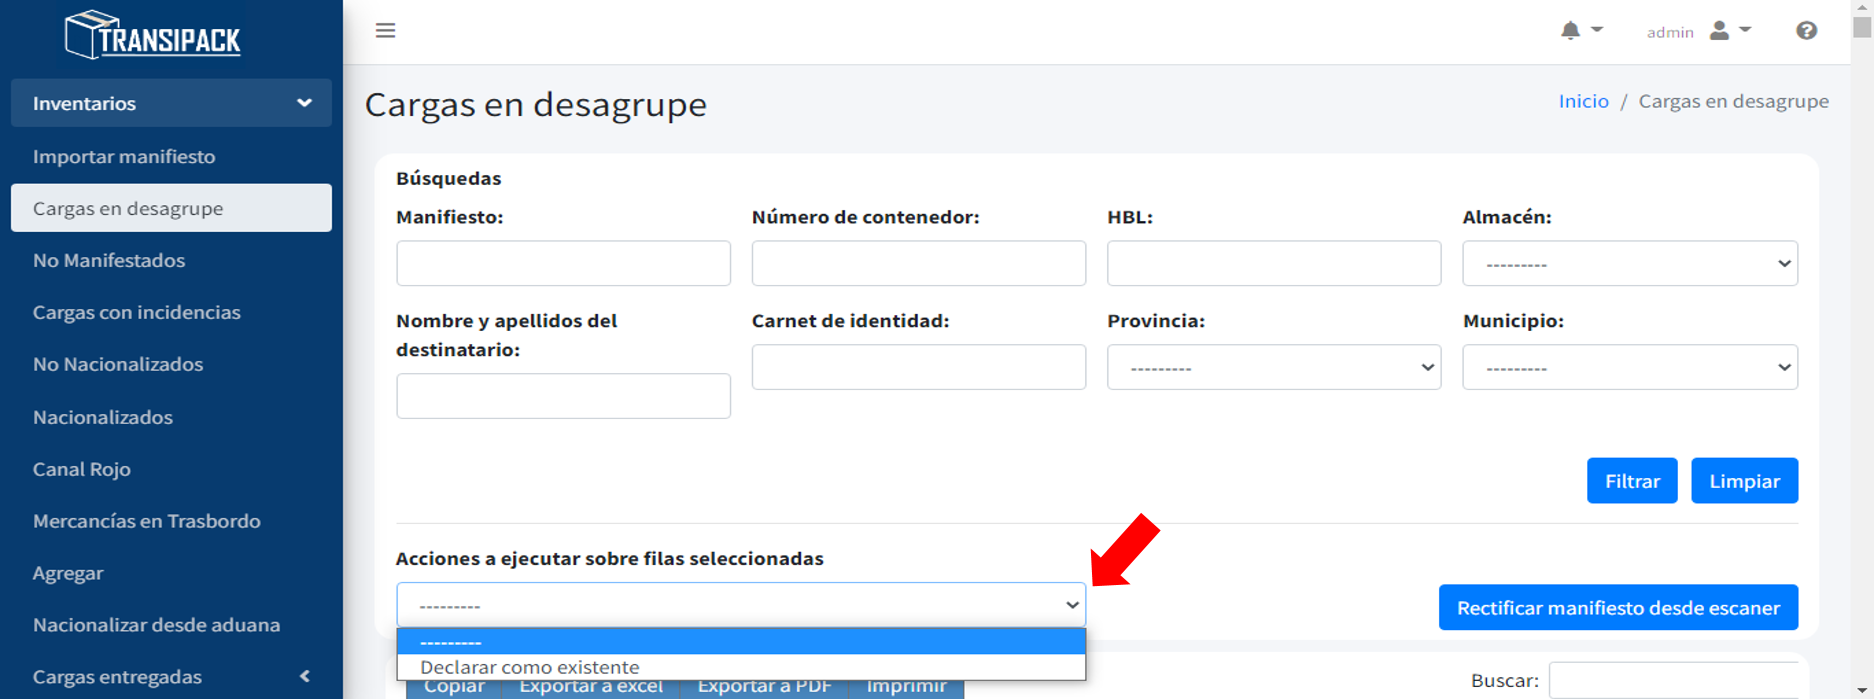 TRANSIPACK
admin
Inventarios
Importar manifiesto
Cargas en desagrupe
No Manifestados
Cargas con incidencias
No Nacionalizados
Nacionalizados
Canal Rojo
Mercancías en Trasbordo
Agregar
Nacionalizar desde aduana
Cargas entregadas
Cargas en desagrupe
Inicio / Cargas en desagrupe
Búsquedas
Manifiesto:
Número de contenedor:
HBL:
Almacén:
---------
Nombre y apellidos del
destinatario:
Carnet de identidad:
Provincia:
---------
Municipio:
---------
Filtrar
Limpiar
Acciones a ejecutar sobre filas seleccionadas
---------
---------
Declarar como existente
Rectificar manifiesto desde escaner
Copiar
Exportar a excel
Exportar a PDF
Imprimir
Buscar: